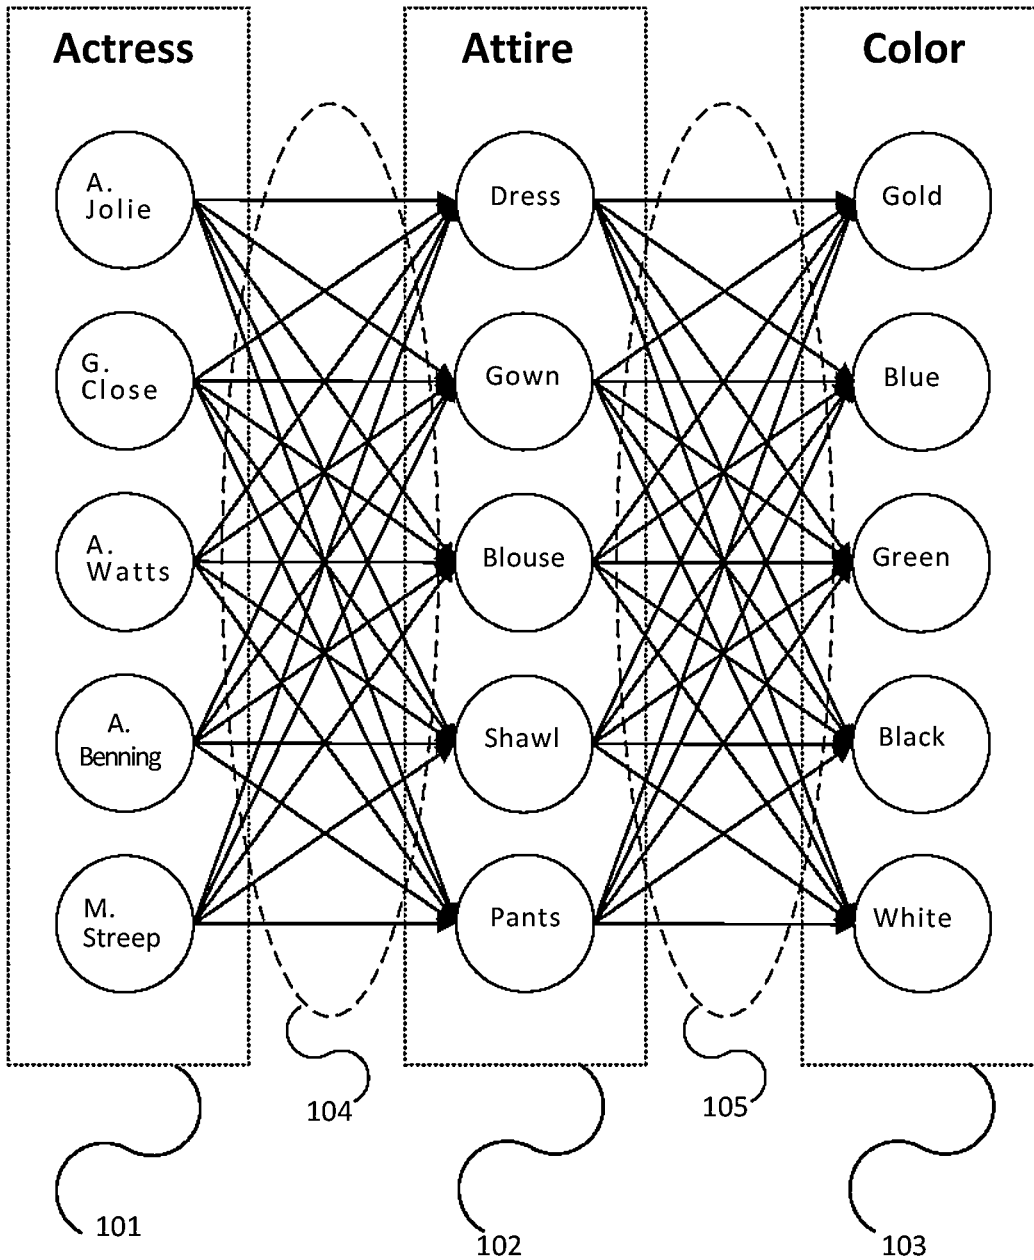 Actress
Attire
Color
A.
Jolie
Dress
Gold
G.
Close
Gown
Blue
A.
Watts
Blouse
Green
A.
Benning
Shawl
Black
M.
Streep
Pants
White
104
105
101
102
103